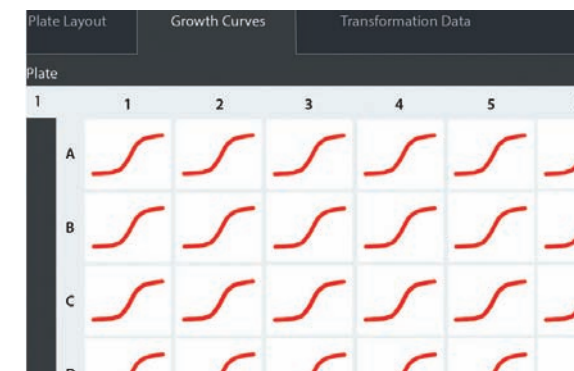 Plate Layout Growth Curves Transformation Data
Plate
1 1 2 3 4 5
A
B
C